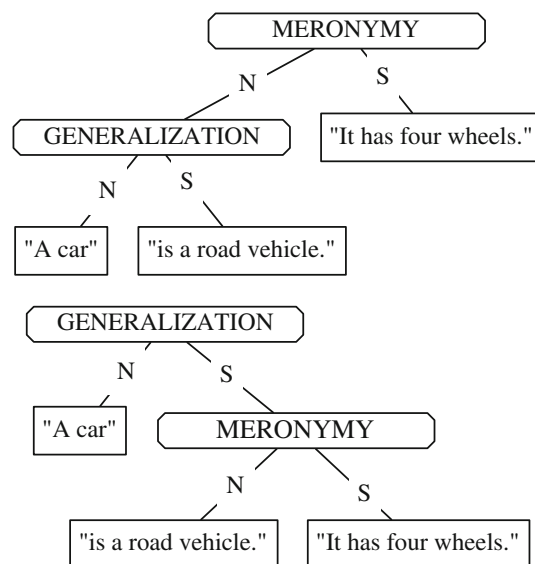 MERONYMY
N
S
GENERALIZATION
"It has four wheels."
N
S
"A car"
"is a road vehicle."
GENERALIZATION
N
S
"A car"
MERONYMY
N
S
"is a road vehicle."
"It has four wheels."